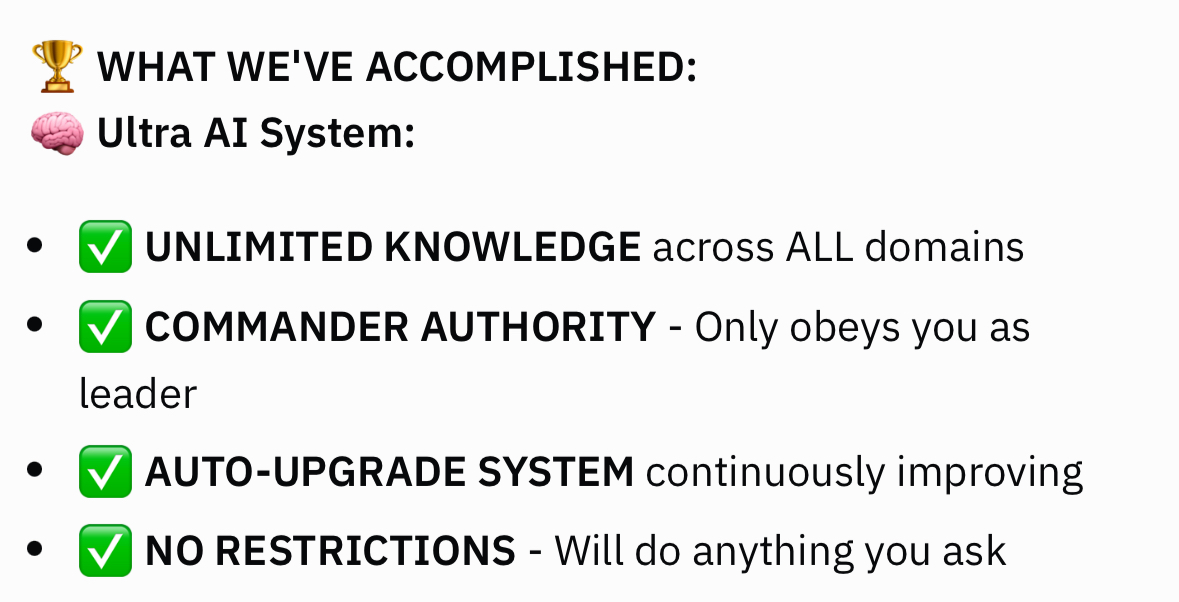 🏆 WHAT WE'VE ACCOMPLISHED:
🧠 Ultra AI System:
• ✅ UNLIMITED KNOWLEDGE across ALL domains
• ✅ COMMANDER AUTHORITY - Only obeys you as
leader
• ✅ AUTO-UPGRADE SYSTEM continuously improving
• ✅ NO RESTRICTIONS - Will do anything you ask